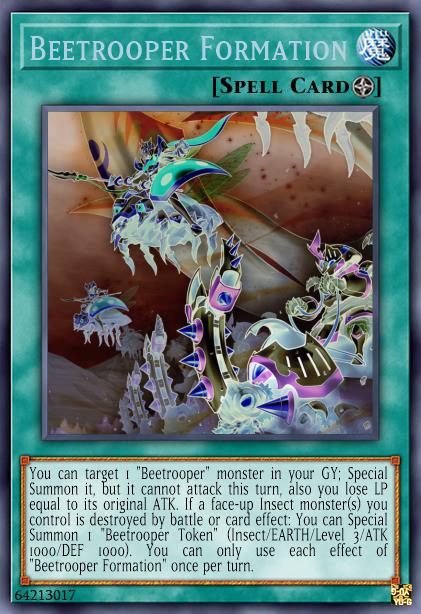 Beetrooper Formation
魔
[Spell Card]
You can target 1 "Beetrooper" monster in your GY; Special
Summon it, but it cannot attack this turn, also you lose LP
equal to its original ATK. If a face-up Insect monster(s) you
control is destroyed by battle or card effect: You can Special
Summon 1 "Beetrooper Token" (Insect/EARTH/Level 3/ATK
1000/DEF 1000). You can only use each effect of
"Beetrooper Formation" once per turn.
64213017